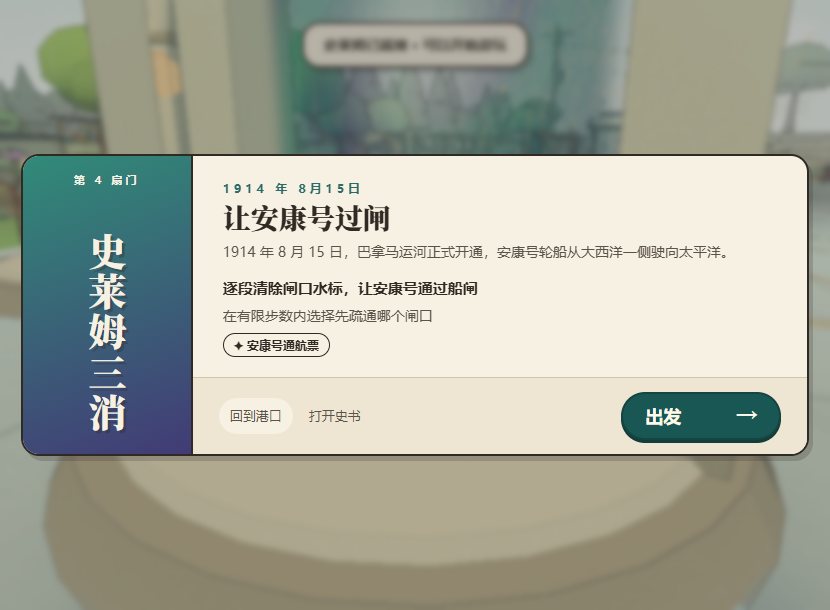 第 4 扇门
史莱姆三消
1914 年 8月15日
让安康号过闸
1914 年 8 月 15 日，巴拿马运河正式开通，安康号轮船从大西洋一侧驶向太平洋。
逐段清除闸口水标，让安康号通过船闸
在有限步数内选择先疏通哪个闸口
✦ 安康号通航票
回到港口 打开史书 出发 →